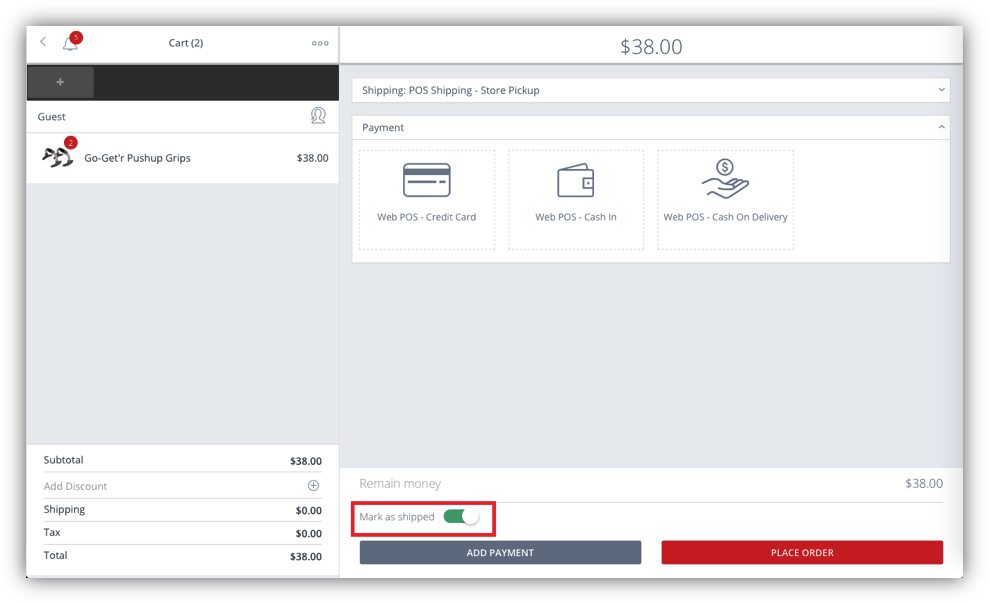 5
Cart (2)
$38.00
+
Guest
2
Go-Get'r Pushup Grips $38.00
Shipping: POS Shipping - Store Pickup
Payment
$
Web POS - Credit Card
Web POS - Cash In
Web POS - Cash On Delivery
Subtotal $38.00
Add Discount
Shipping $0.00
Tax $0.00
Total $38.00
Remain money $38.00
Mark as shipped
ADD PAYMENT
PLACE ORDER